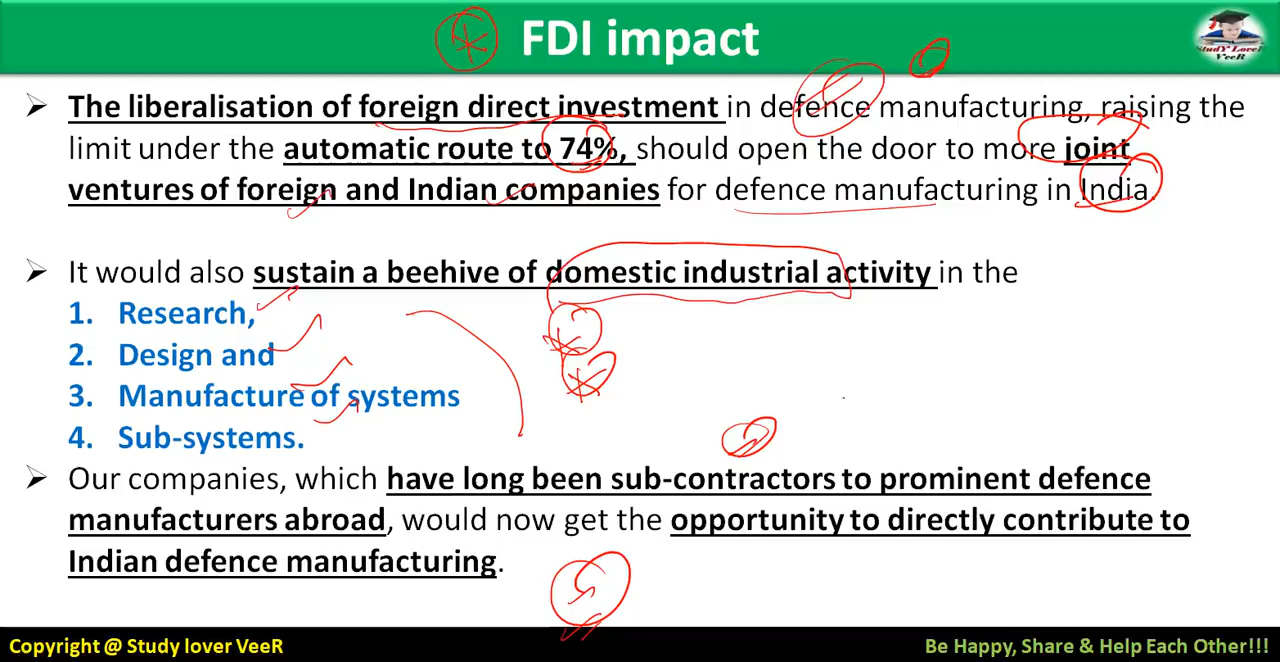 FDI impact
StudY LoveR
VeeR
➢ The liberalisation of foreign direct investment in defence manufacturing, raising the
limit under the automatic route to 74%, should open the door to more joint
ventures of foreign and Indian companies for defence manufacturing in India.
➢ It would also sustain a beehive of domestic industrial activity in the
1. Research,
2. Design and
3. Manufacture of systems
4. Sub-systems.
➢ Our companies, which have long been sub-contractors to prominent defence
manufacturers abroad, would now get the opportunity to directly contribute to
Indian defence manufacturing.
Copyright @ Study lover VeeR
Be Happy, Share & Help Each Other!!!